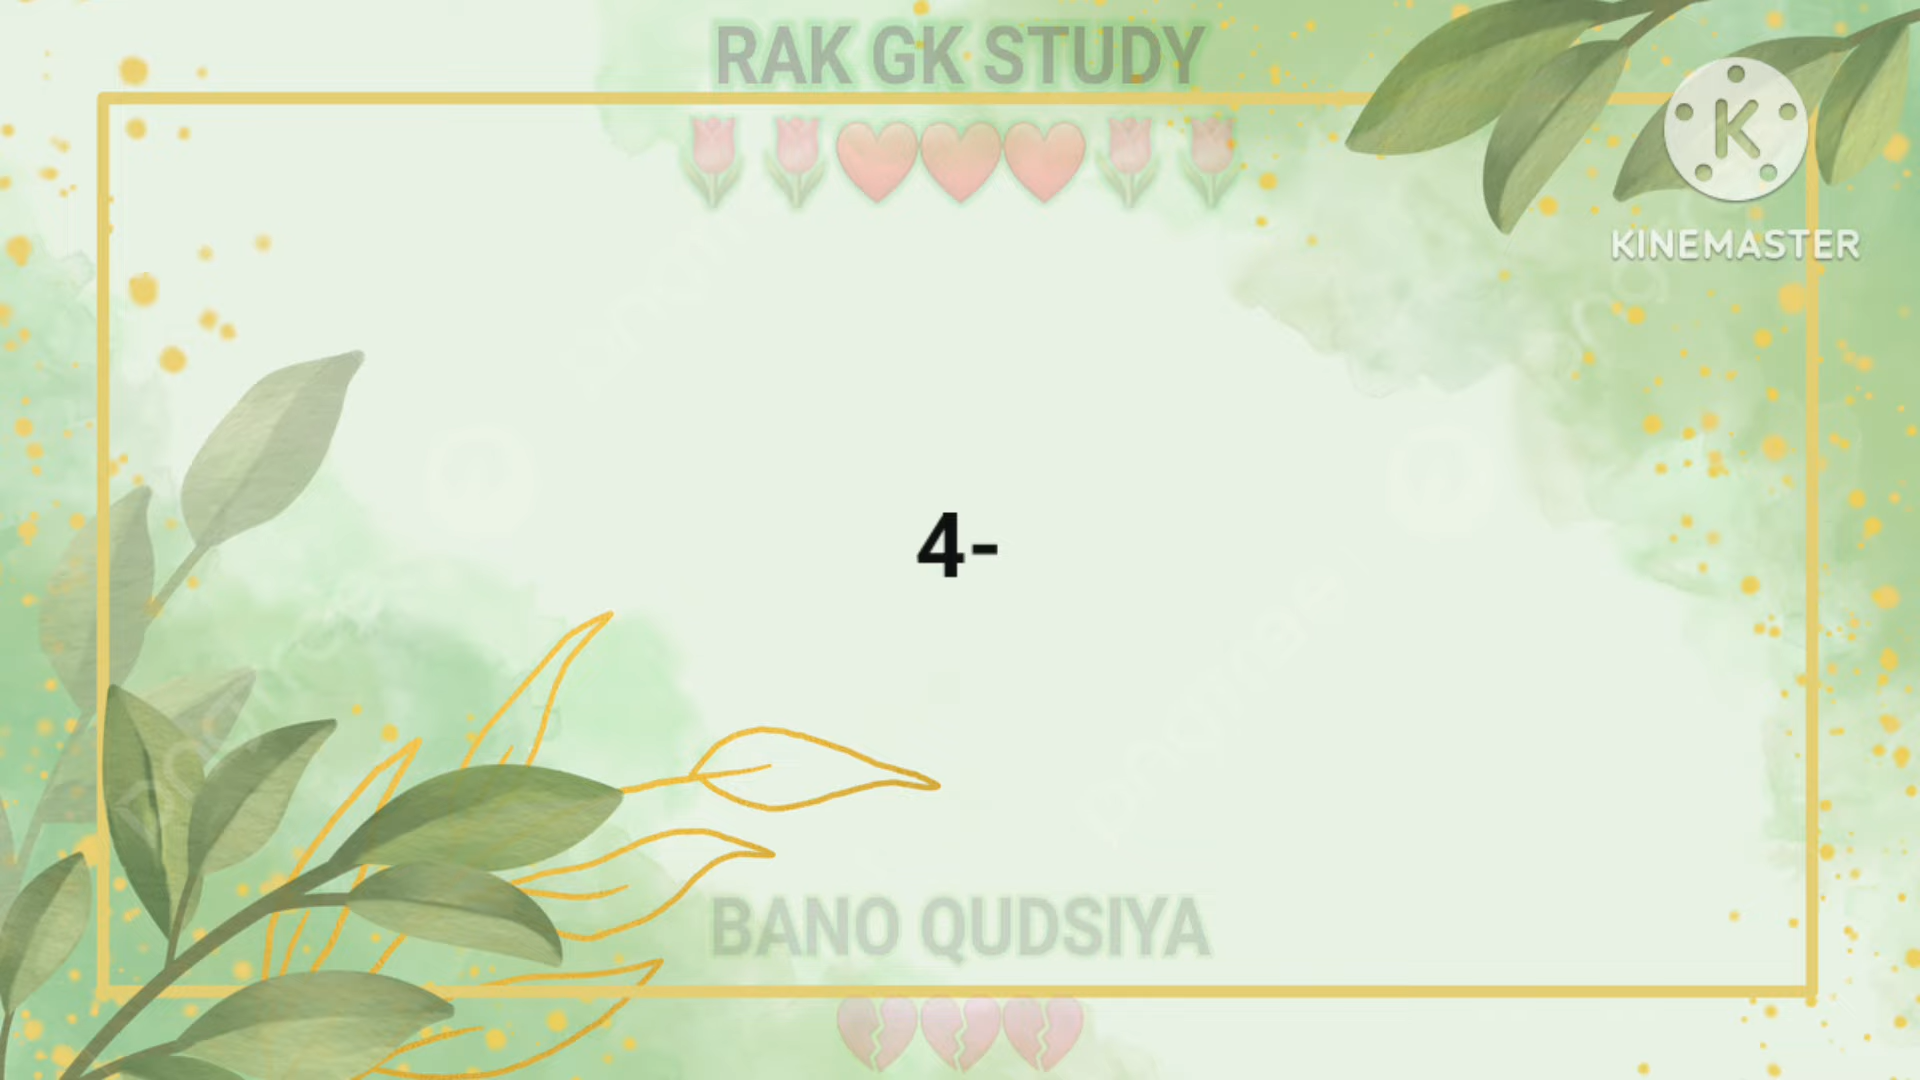 RAK GK STUDY
🌷🌷❤️❤️❤️🌷🌷
KINEMASTER
4-
BANO QUDSIYA
💔💔💔